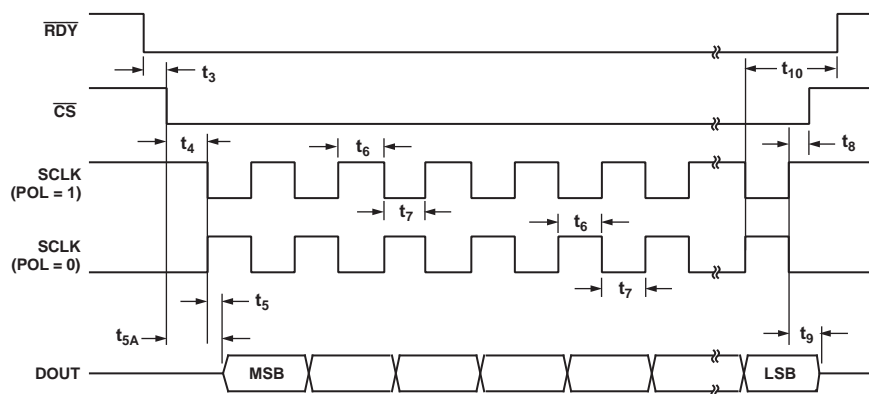 RDY
t3
t10
CS
t4
t6
t8
SCLK
(POL = 1)
t7
t6
SCLK
(POL = 0)
t7
t5
t5A
t9
DOUT
MSB
LSB